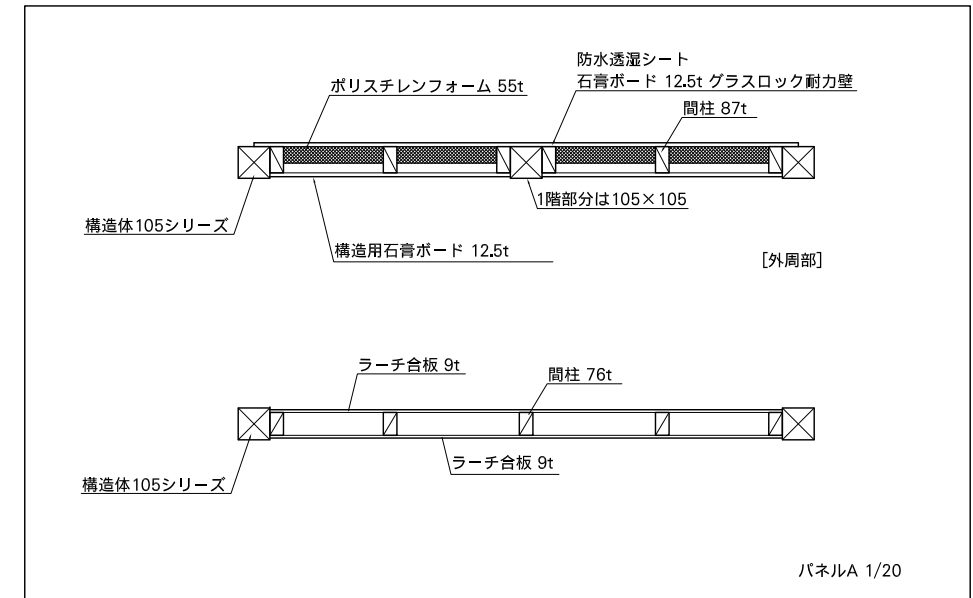 防水透湿シート
ポリスチレンフォーム 55t
石膏ボード 12.5t グラスロック耐力壁
間柱 87t
1階部分は105×105
構造体105シリーズ
構造用石膏ボード 12.5t
[外周部]
ラーチ合板 9t
間柱 76t
ラーチ合板 9t
構造体105シリーズ
パネルA 1/20